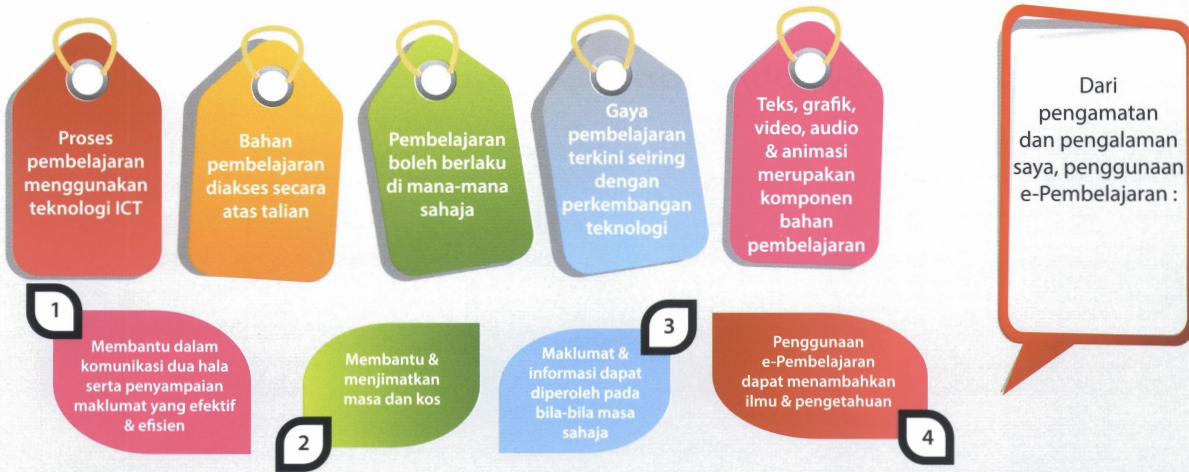 Proses
pembelajaran
menggunakan
teknologi ICT
Bahan
pembelajaran
diakses secara
atas talian
Pembelajaran
boleh berlaku
di mana-mana
sahaja
Gaya
pembelajaran
terkini seiring
dengan
perkembangan
teknologi
Teks, grafik,
video, audio
& animasi
merupakan
komponen
bahan
pembelajaran
Dari
pengamatan
dan pengalaman
saya, penggunaan
e-Pembelajaran :
1
Membantu dalam
komunikasi dua hala
serta penyampaian
maklumat yang efektif
& efisien
2
Membantu &
menjimatkan
masa dan kos
3
Maklumat &
informasi dapat
diperoleh pada
bila-bila masa
sahaja
4
Penggunaan
e-Pembelajaran
dapat menambahkan
ilmu & pengetahuan